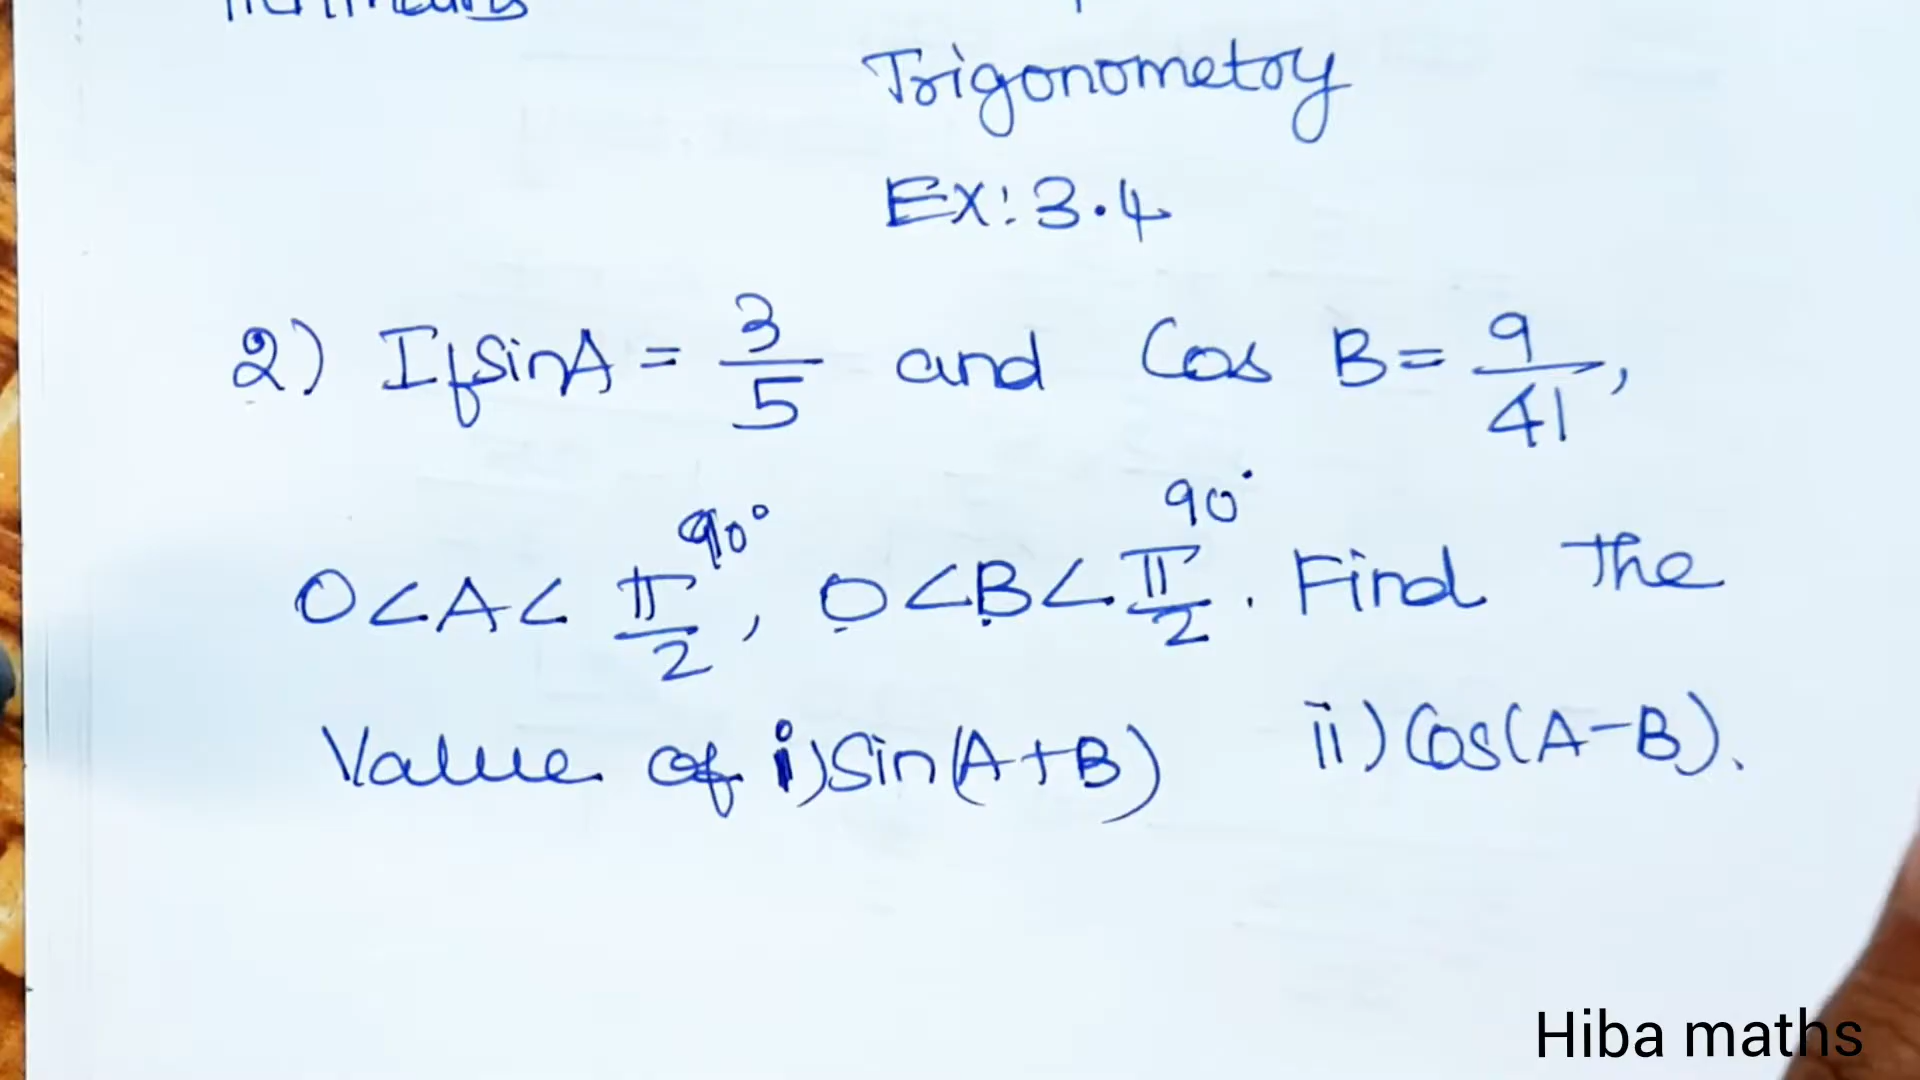 Trigonometry
Ex: 3.4
2) If sinA = 3/5 and Cos B = 9/41,
90° 90°
0<A<π/2, 0<B<π/2. Find the
Value of i) Sin(A+B) ii) Cos(A-B).
Hiba maths